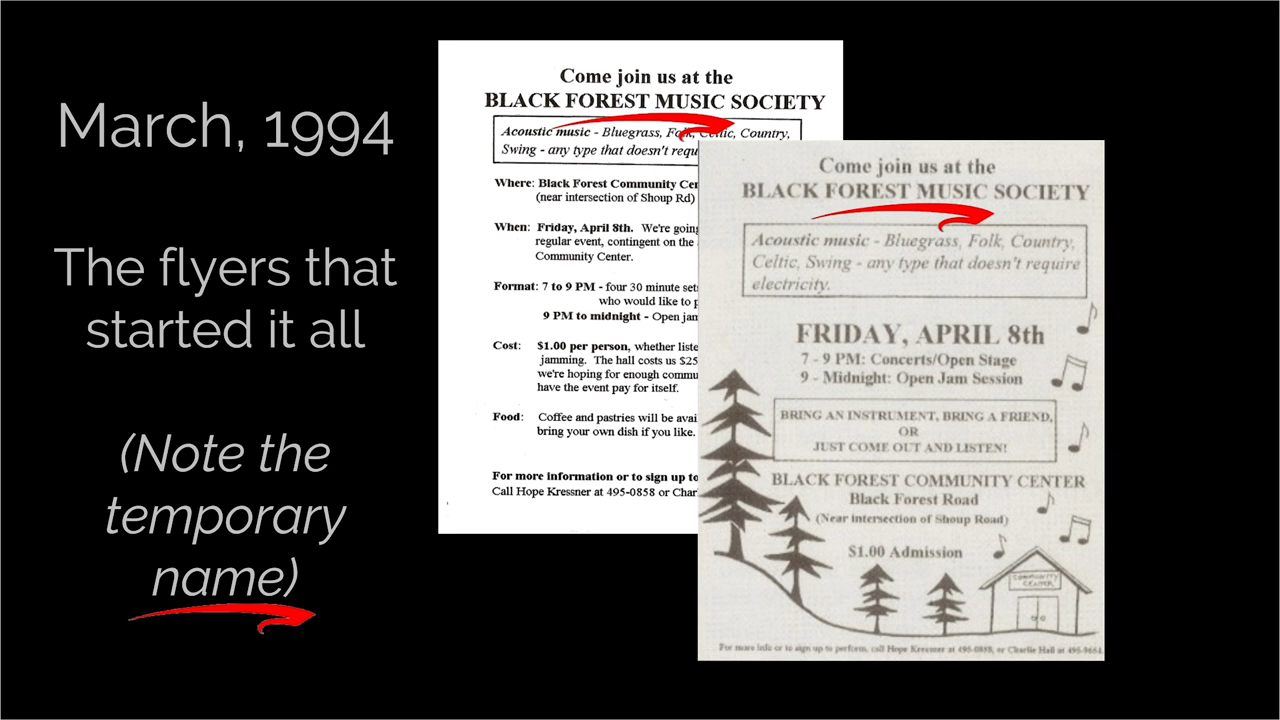 March, 1994
The flyers that
started it all
(Note the
temporary
name)
Come join us at the
BLACK FOREST MUSIC SOCIETY
Acoustic music - Bluegrass, Folk, Celtic, Country,
Swing - any type that doesn't requ
Where: Black Forest Community Cen
(near intersection of Shoup Rd)
When: Friday, April 8th. We're going
regular event, contingent on the
Community Center.
Format: 7 to 9 PM - four 30 minute sets
who would like to p
9 PM to midnight - Open jam
Cost: $1.00 per person, whether liste
jamming. The hall costs us $25
we're hoping for enough commu
have the event pay for itself.
Food: Coffee and pastries will be avai
bring your own dish if you like.
For more information or to sign up to
Call Hope Kressner at 495-0858 or Charl
Come join us at the
BLACK FOREST MUSIC SOCIETY
Acoustic music - Bluegrass, Folk, Country,
Celtic, Swing - any type that doesn't require
electricity.
FRIDAY, APRIL 8th
7 - 9 PM: Concerts/Open Stage
9 - Midnight: Open Jam Session
BRING AN INSTRUMENT, BRING A FRIEND,
OR
JUST COME OUT AND LISTEN!
BLACK FOREST COMMUNITY CENTER
Black Forest Road
(Near intersection of Shoup Road)
$1.00 Admission
COMMUNITY
CENTER
For more info or to sign up to perform, call Hope Kressner at 495-0858, or Charlie Hall at